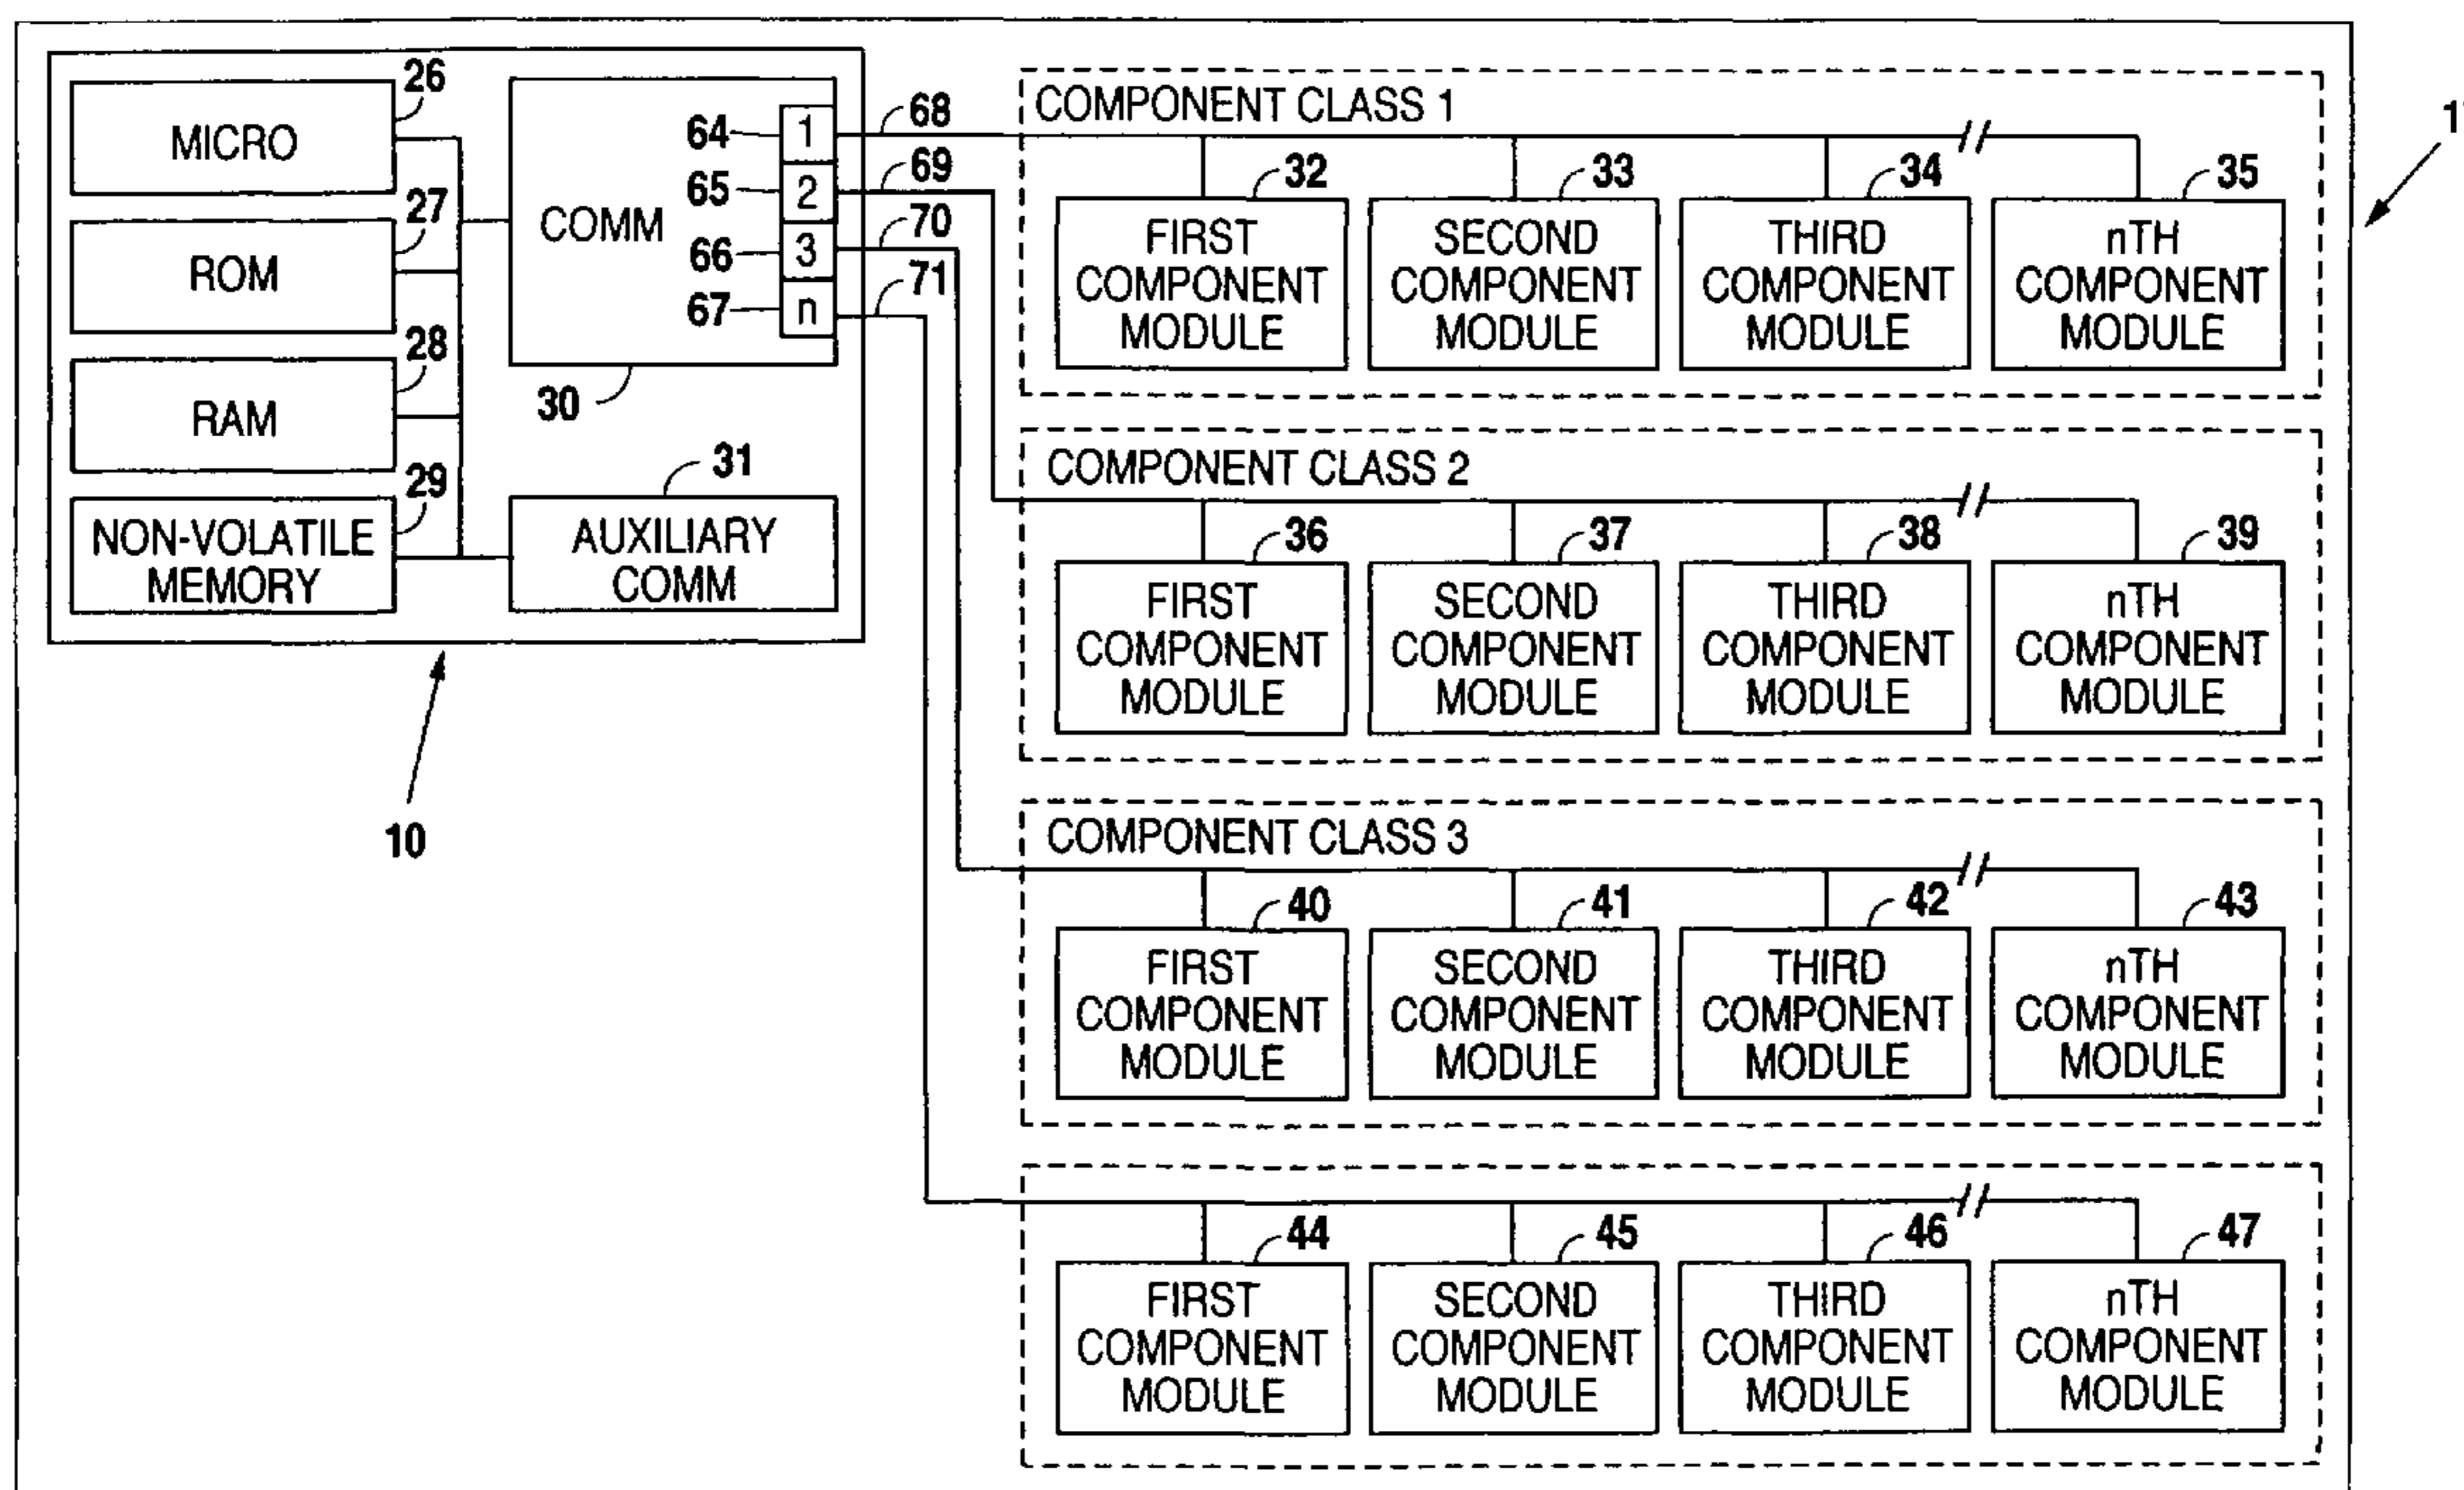 26
MICRO
27
ROM
28
RAM
29
NON-VOLATILE
MEMORY
COMM
64
1
65
2
66
3
67
n
30
31
AUXILIARY
COMM
10
68
69
70
71
1
COMPONENT CLASS 1
32
FIRST
COMPONENT
MODULE
33
SECOND
COMPONENT
MODULE
34
THIRD
COMPONENT
MODULE
35
nTH
COMPONENT
MODULE
COMPONENT CLASS 2
36
FIRST
COMPONENT
MODULE
37
SECOND
COMPONENT
MODULE
38
THIRD
COMPONENT
MODULE
39
nTH
COMPONENT
MODULE
COMPONENT CLASS 3
40
FIRST
COMPONENT
MODULE
41
SECOND
COMPONENT
MODULE
42
THIRD
COMPONENT
MODULE
43
nTH
COMPONENT
MODULE
44
FIRST
COMPONENT
MODULE
45
SECOND
COMPONENT
MODULE
46
THIRD
COMPONENT
MODULE
47
nTH
COMPONENT
MODULE